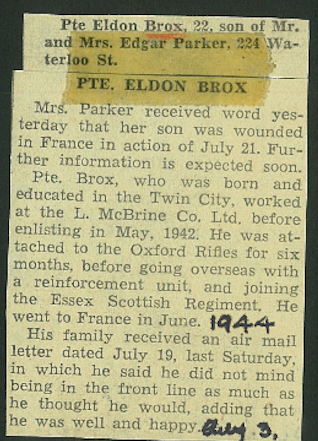 Pte Eldon Brox, 22, son of Mr.
and Mrs. Edgar Parker, 224 Wa-
terloo St.
PTE. ELDON BROX
Mrs. Parker received word yes-
terday that her son was wounded
in France in action of July 21. Fur-
ther information is expected soon.
Pte. Brox, who was born and
educated in the Twin City, worked
at the L. McBrine Co. Ltd. before
enlisting in May, 1942. He was at-
tached to the Oxford Rifles for six
months, before going overseas with
a reinforcement unit, and joining
the Essex Scottish Regiment. He
went to France in June. 1944
His family received an air mail
letter dated July 19, last Saturday,
in which he said he did not mind
being in the front line as much as
he thought he would, adding that
he was well and happy. 3,